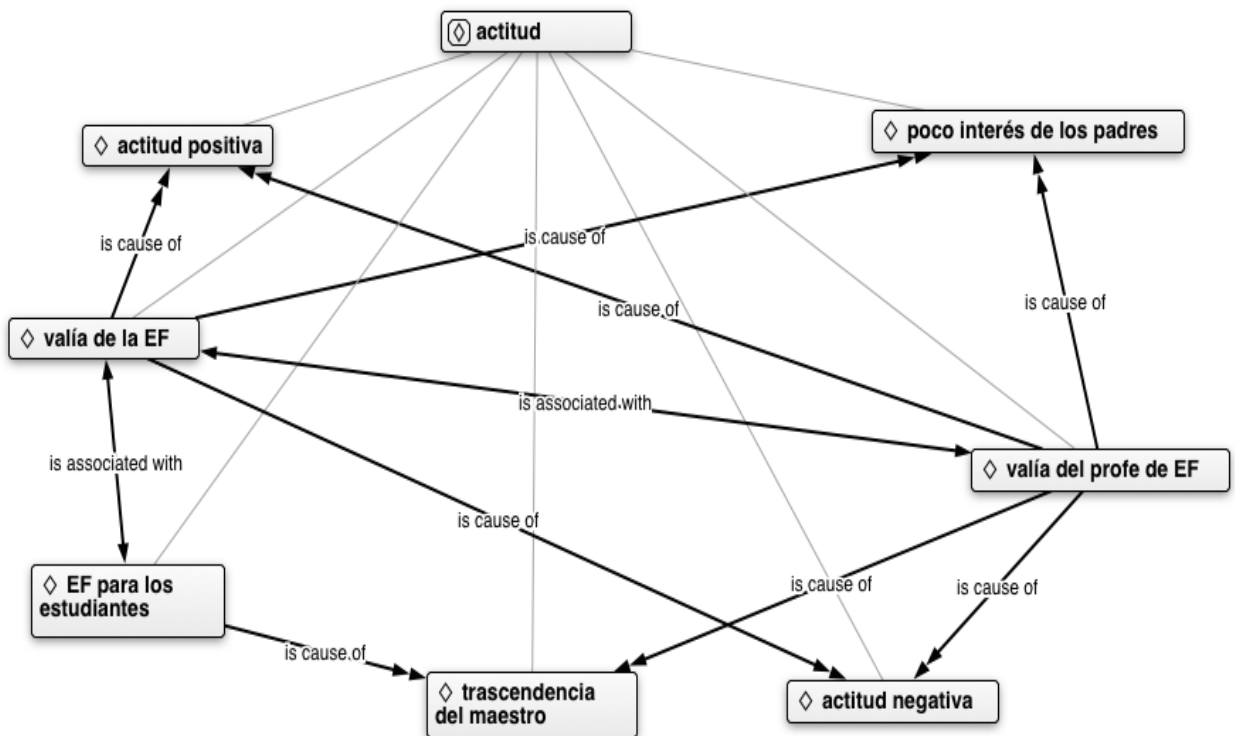 actitud
poco interés de los padres
actitud positiva
is cause of
is cause of
is cause of
is cause of
valía de la EF
is associated with
is associated with
valía del profe de EF
is cause of
EF para los
estudiantes
is cause of
is cause of
is cause of
trascendencia
del maestro
actitud negativa